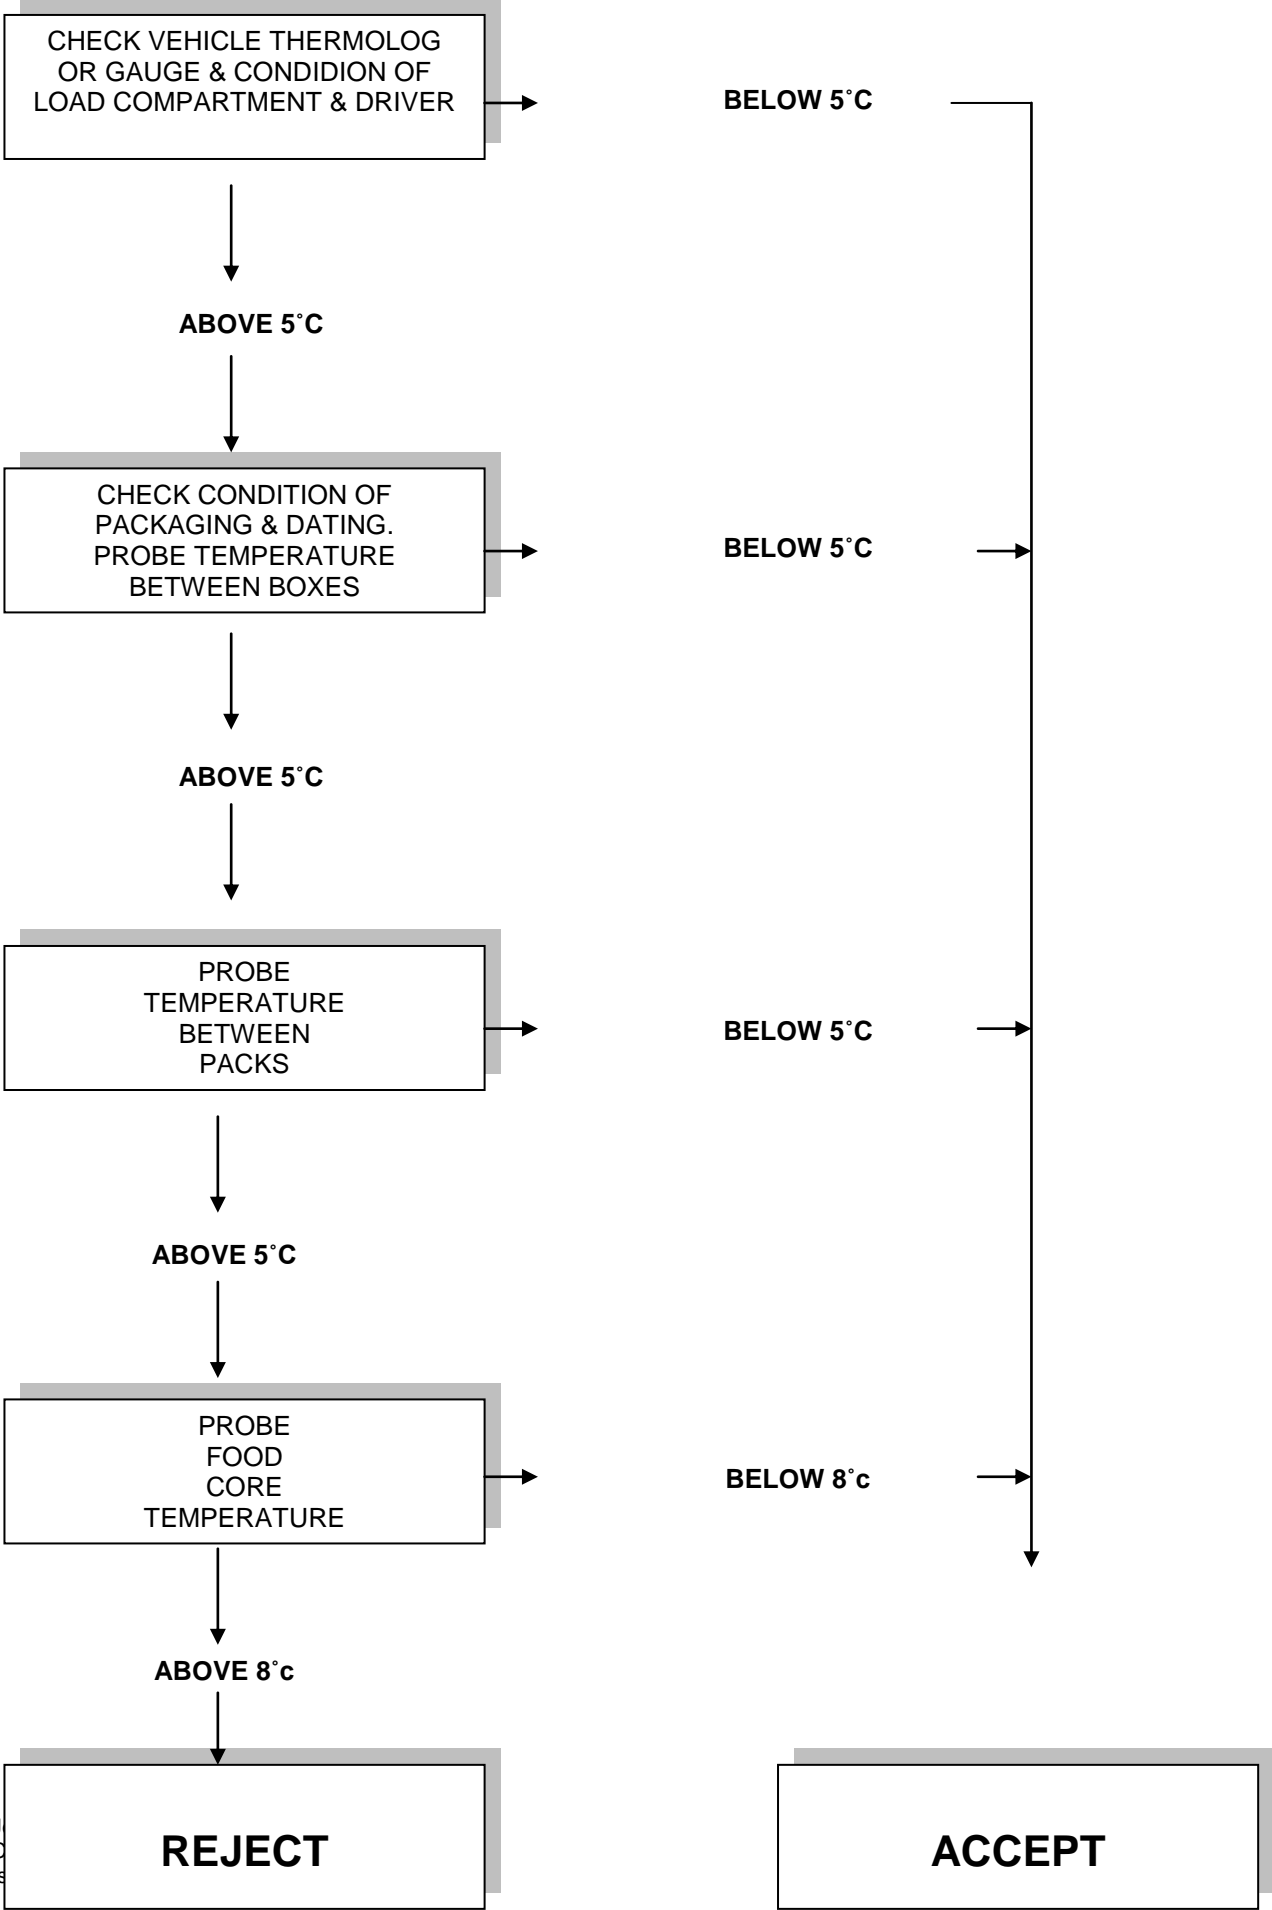 CHECK VEHICLE THERMOLOG
OR GAUGE & CONDIDION OF
LOAD COMPARTMENT & DRIVER
BELOW 5˚C
ABOVE 5˚C
CHECK CONDITION OF
PACKAGING & DATING.
PROBE TEMPERATURE
BETWEEN BOXES
BELOW 5˚C
ABOVE 5˚C
PROBE
TEMPERATURE
BETWEEN
PACKS
BELOW 5˚C
ABOVE 5˚C
PROBE
FOOD
CORE
TEMPERATURE
BELOW 8˚c
ABOVE 8˚c
REJECT
ACCEPT